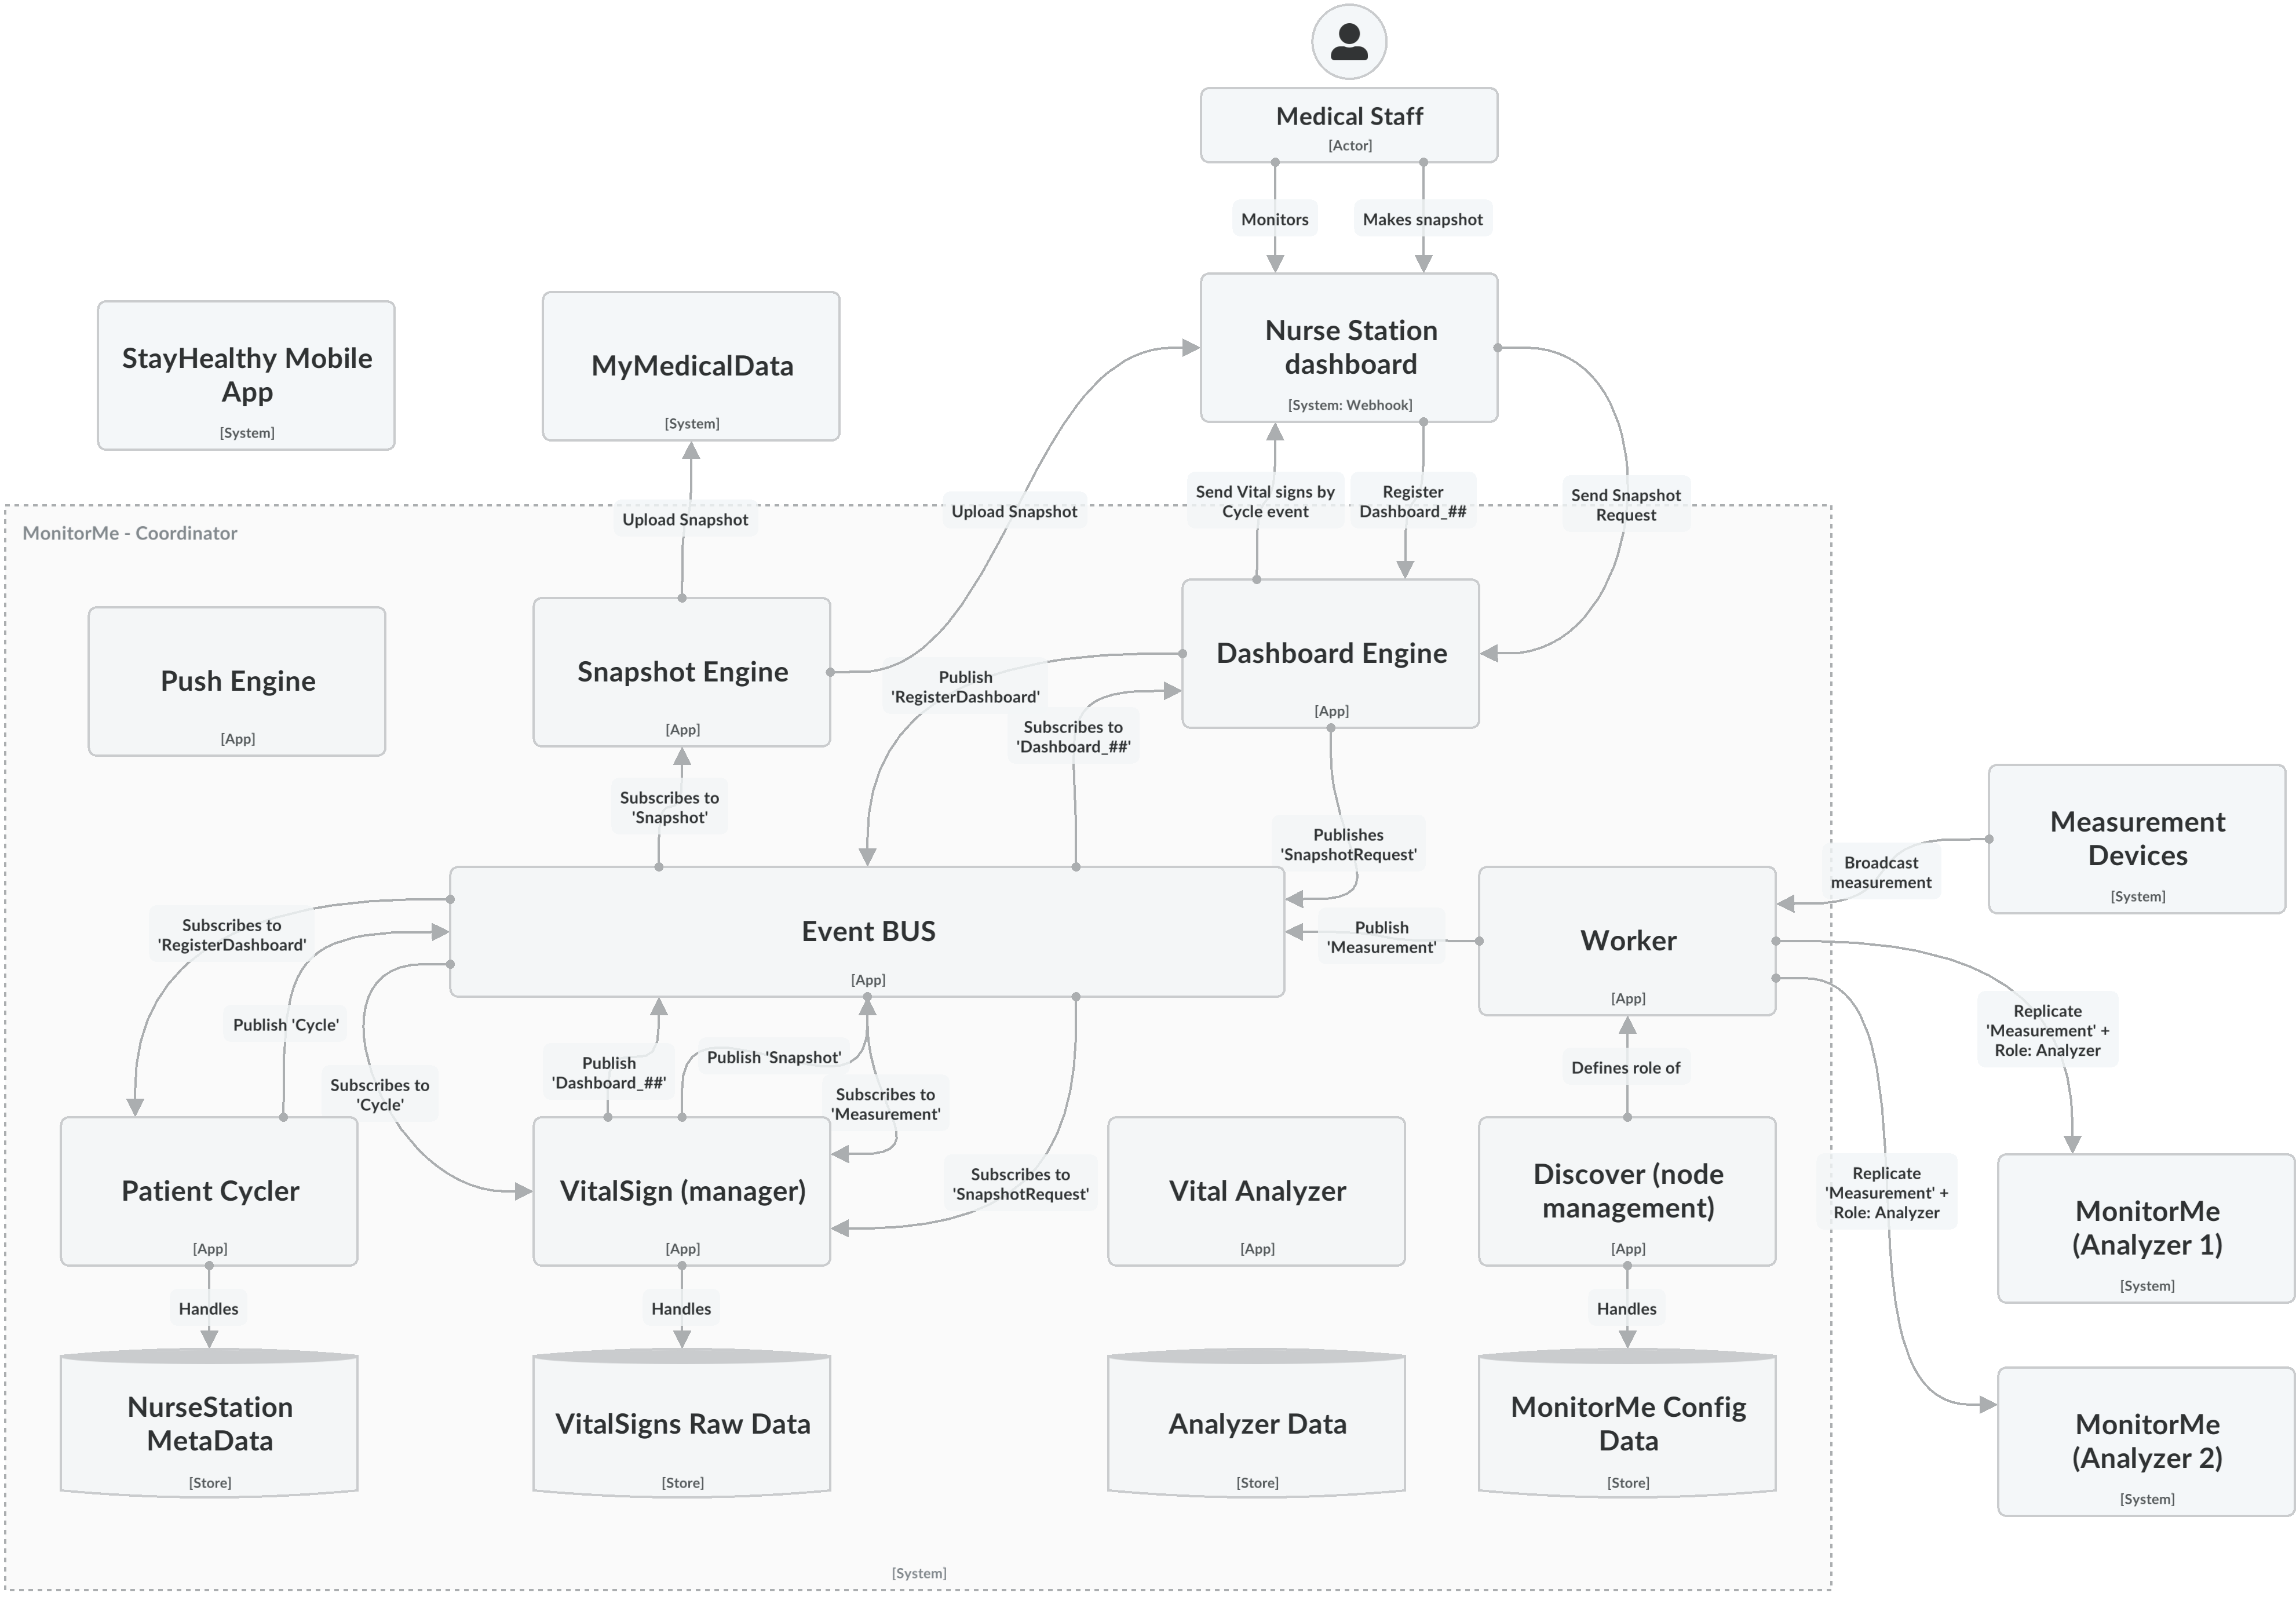 Medical Staff
[Actor]
Monitors
Makes snapshot
StayHealthy Mobile
App
[System]
MyMedicalData
[System]
Nurse Station
dashboard
[System: Webhook]
Upload Snapshot
Upload Snapshot
Send Vital signs by
Cycle event
Register
Dashboard_##
Send Snapshot
Request
MonitorMe - Coordinator
Push Engine
[App]
Snapshot Engine
[App]
Dashboard Engine
[App]
Publish
'RegisterDashboard'
Subscribes to
'Dashboard_##'
Subscribes to
'Snapshot'
Publishes
'SnapshotRequest'
Measurement
Devices
[System]
Broadcast
measurement
Subscribes to
'RegisterDashboard'
Event BUS
[App]
Publish
'Measurement'
Worker
[App]
Publish 'Cycle'
Subscribes to
'Cycle'
Publish
'Dashboard_##'
Publish 'Snapshot'
Subscribes to
'Measurement'
Subscribes to
'SnapshotRequest'
Defines role of
Replicate
'Measurement' +
Role: Analyzer
Replicate
'Measurement' +
Role: Analyzer
Patient Cycler
[App]
VitalSign (manager)
[App]
Vital Analyzer
[App]
Discover (node
management)
[App]
MonitorMe
(Analyzer 1)
[System]
Handles
Handles
Handles
NurseStation
MetaData
[Store]
VitalSigns Raw Data
[Store]
Analyzer Data
[Store]
MonitorMe Config
Data
[Store]
MonitorMe
(Analyzer 2)
[System]
[System]